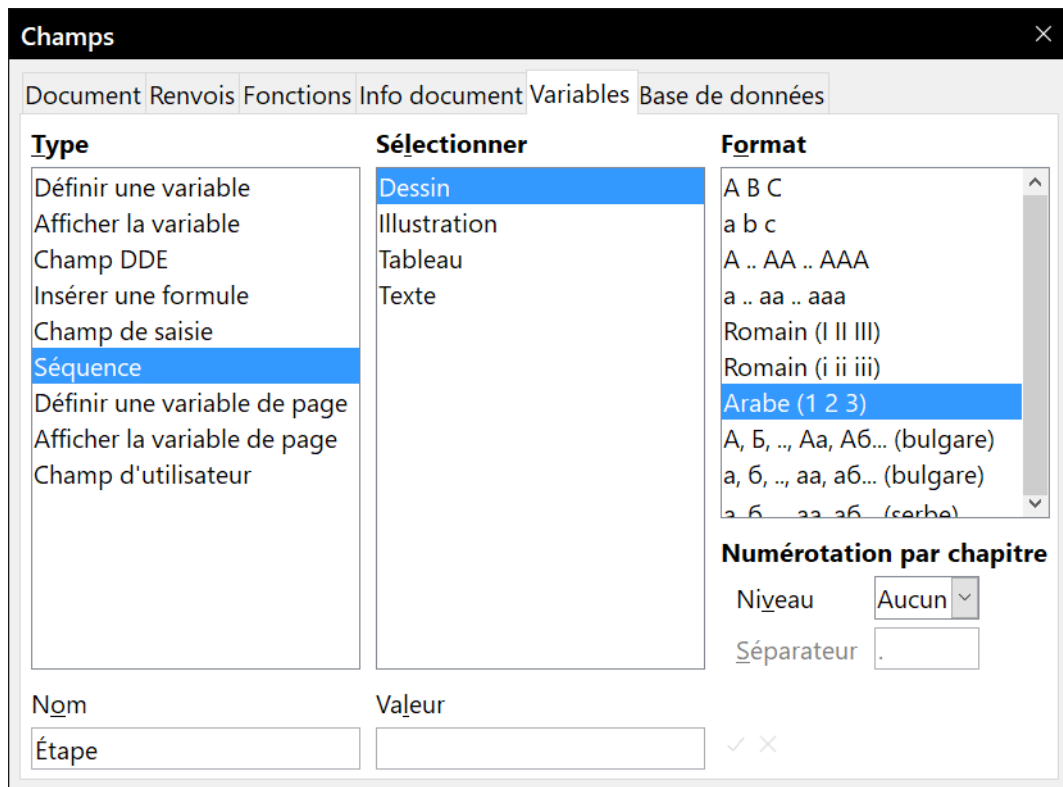 Champs
Document Renvois Fonctions Info document Variables Base de données
Type
Définir une variable
Afficher la variable
Champ DDE
Insérer une formule
Champ de saisie
Séquence
Définir une variable de page
Afficher la variable de page
Champ d'utilisateur
Sélectionner
Dessin
Illustration
Tableau
Texte
Format
A B C
a b c
A .. AA .. AAA
a .. aa .. aaa
Romain (I II III)
Romain (i ii iii)
Arabe (1 2 3)
А, Б, .., Аа, Аб... (bulgare)
а, б, .., аа, аб... (bulgare)
а, б, .., аа, аб... (serbe)
Numérotation par chapitre
Niveau Aucun
Séparateur .
Nom
Étape
Valeur